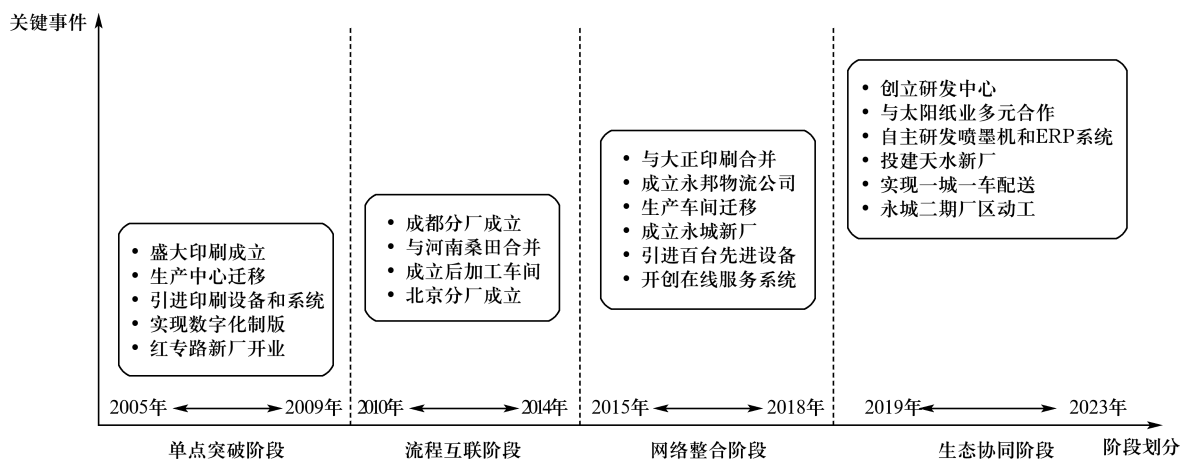 关键事件
盛大印刷成立
生产中心迁移
引进印刷设备和系统
实现数字化制版
红专路新厂开业
成都分厂成立
与河南桑田合并
成立后加工车间
北京分厂成立
与大正印刷合并
成立永邦物流公司
生产车间迁移
成立永城新厂
引进百台先进设备
开创在线服务系统
创立研发中心
与太阳纸业多元合作
自主研发喷墨机和ERP系统
投建天水新厂
实现一城一车配送
永城二期厂区动工
2005年 2009年 2010年 2014年 2015年 2018年 2019年 2023年
单点突破阶段 流程互联阶段 网络整合阶段 生态协同阶段 阶段划分